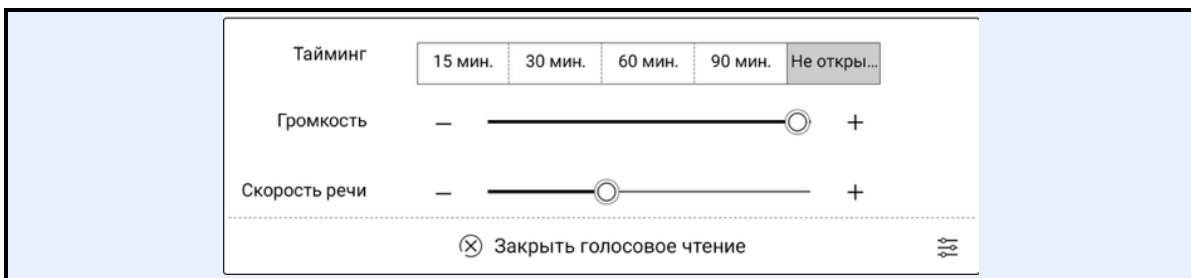 Тайминг 15 мин. 30 мин. 60 мин. 90 мин. Не откры...
Громкость − +
Скорость речи − +
Закрыть голосовое чтение